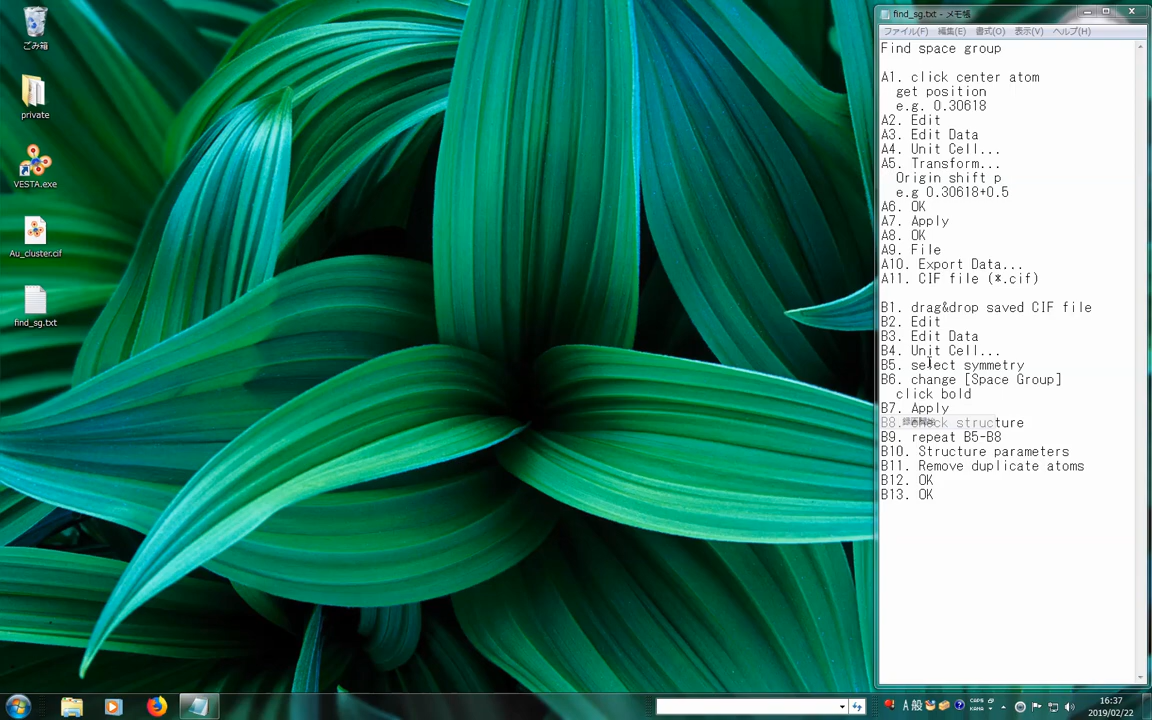 ごみ箱
private
VESTA.exe
Au_cluster.cif
find_sg.txt
find_sg.txt - メモ帳
ファイル(F) 編集(E) 書式(O) 表示(V) ヘルプ(H)
Find space group
A1. click center atom
get position
e.g. 0.30618
A2. Edit
A3. Edit Data
A4. Unit Cell...
A5. Transform...
Origin shift p
e.g 0.30618+0.5
A6. OK
A7. Apply
A8. OK
A9. File
A10. Export Data...
A11. CIF file (*.cif)
B1. drag&drop saved CIF file
B2. Edit
B3. Edit Data
B4. Unit Cell...
B5. select symmetry
B6. change [Space Group]
click bold
B7. Apply
B8. check structure
B9. repeat B5-B8
B10. Structure parameters
B11. Remove duplicate atoms
B12. OK
B13. OK
A 般
CAPS
KANA
16:37
2019/02/22